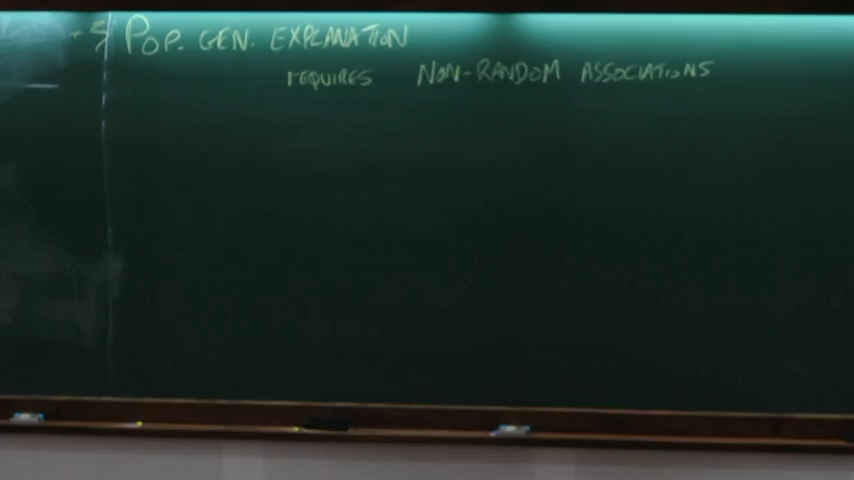 POP. GEN. EXPLANATION
REQUIRES NON-RANDOM ASSOCIATIONS